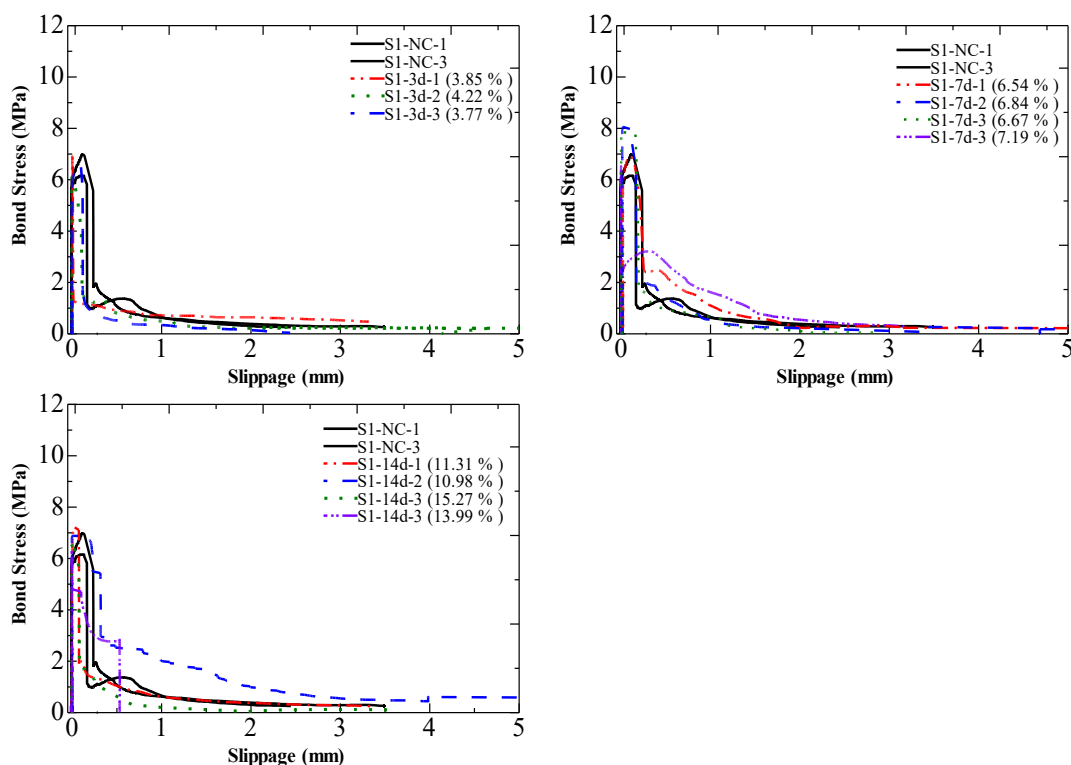 12
10
8
6
4
2
0
Bond Stress (MPa)
S1-NC-1
S1-NC-3
S1-3d-1 (3.85 % )
S1-3d-2 (4.22 % )
S1-3d-3 (3.77 % )
0 1 2 3 4 5
Slippage (mm)
12
10
8
6
4
2
0
Bond Stress (MPa)
S1-NC-1
S1-NC-3
S1-7d-1 (6.54 % )
S1-7d-2 (6.84 % )
S1-7d-3 (6.67 % )
S1-7d-3 (7.19 % )
0 1 2 3 4 5
Slippage (mm)
12
10
8
6
4
2
0
Bond Stress (MPa)
S1-NC-1
S1-NC-3
S1-14d-1 (11.31 % )
S1-14d-2 (10.98 % )
S1-14d-3 (15.27 % )
S1-14d-3 (13.99 % )
0 1 2 3 4 5
Slippage (mm)